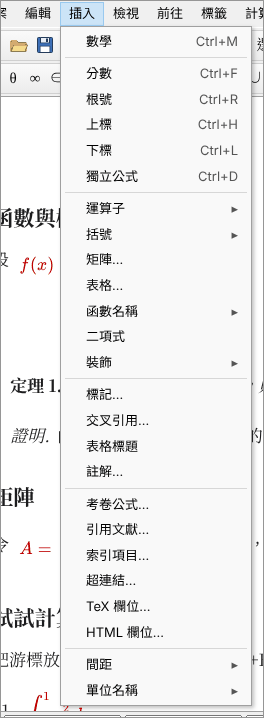 編輯 插入 檢視 前往 標籤
θ ∞ ∈
數學 Ctrl+M
分數 Ctrl+F
根號 Ctrl+R
上標 Ctrl+H
下標 Ctrl+L
獨立公式 Ctrl+D
運算子
括號
矩陣...
表格...
函數名稱
二項式
裝飾
標記...
交叉引用...
表格標題
註解...
考卷公式...
引用文獻...
索引項目...
超連結...
TeX 欄位...
HTML 欄位...
間距
單位名稱
函數與
f(x)
定理 1.
證明.
的
矩陣
A =
試試計
把游標放
1
∫ 1